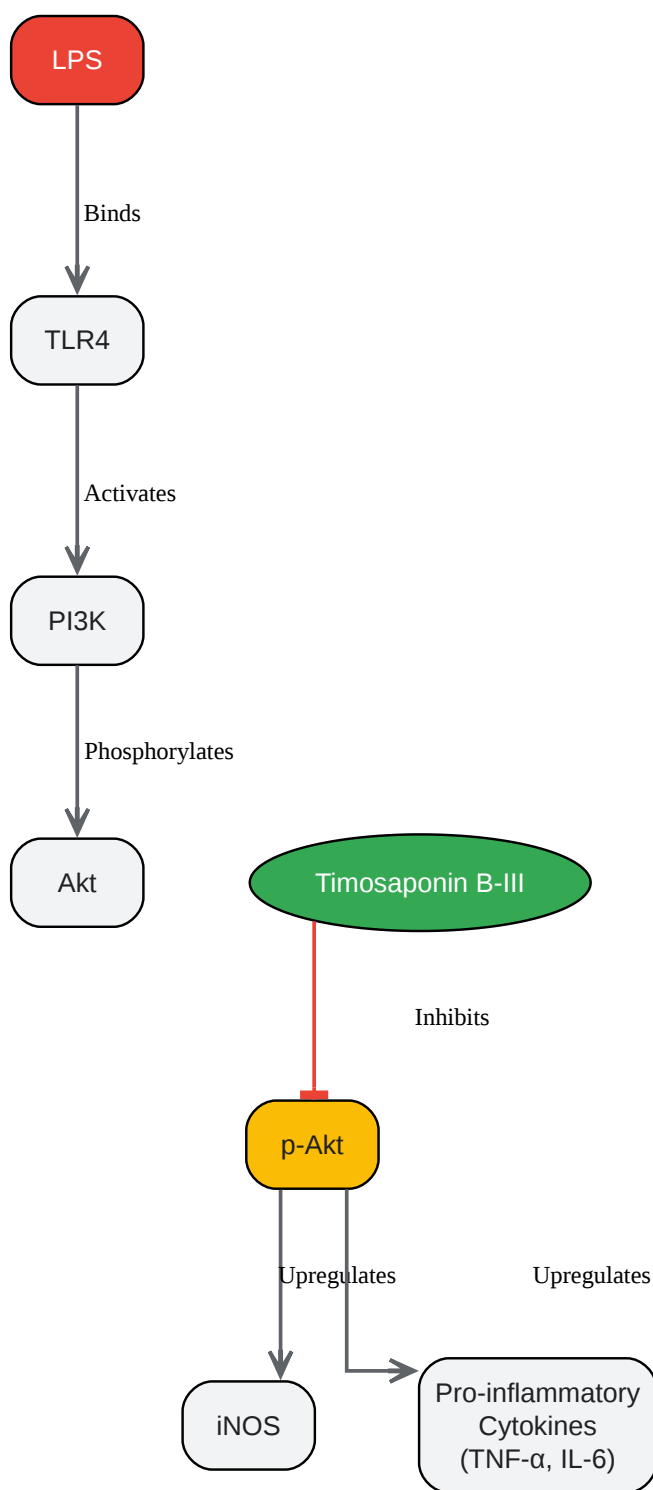 LPS
Binds
TLR4
Activates
PI3K
Phosphorylates
Akt
Timosaponin B-III
Inhibits
p-Akt
Upregulates
Upregulates
iNOS
Pro-inflammatory
Cytokines
(TNF-α, IL-6)